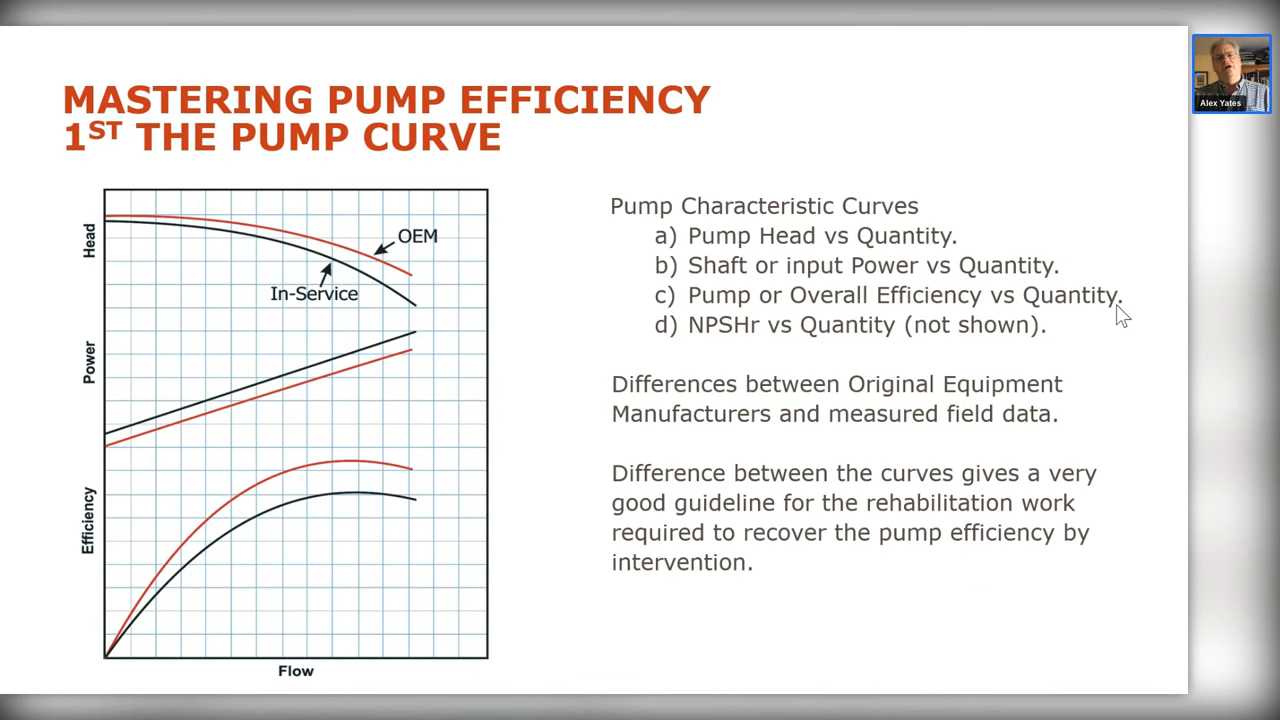 MASTERING PUMP EFFICIENCY
1ST THE PUMP CURVE
Alex Yates
Head
OEM
In-Service
Power
Efficiency
Flow
Pump Characteristic Curves
a) Pump Head vs Quantity.
b) Shaft or input Power vs Quantity.
c) Pump or Overall Efficiency vs Quantity.
d) NPSHr vs Quantity (not shown).
Differences between Original Equipment
Manufacturers and measured field data.
Difference between the curves gives a very
good guideline for the rehabilitation work
required to recover the pump efficiency by
intervention.